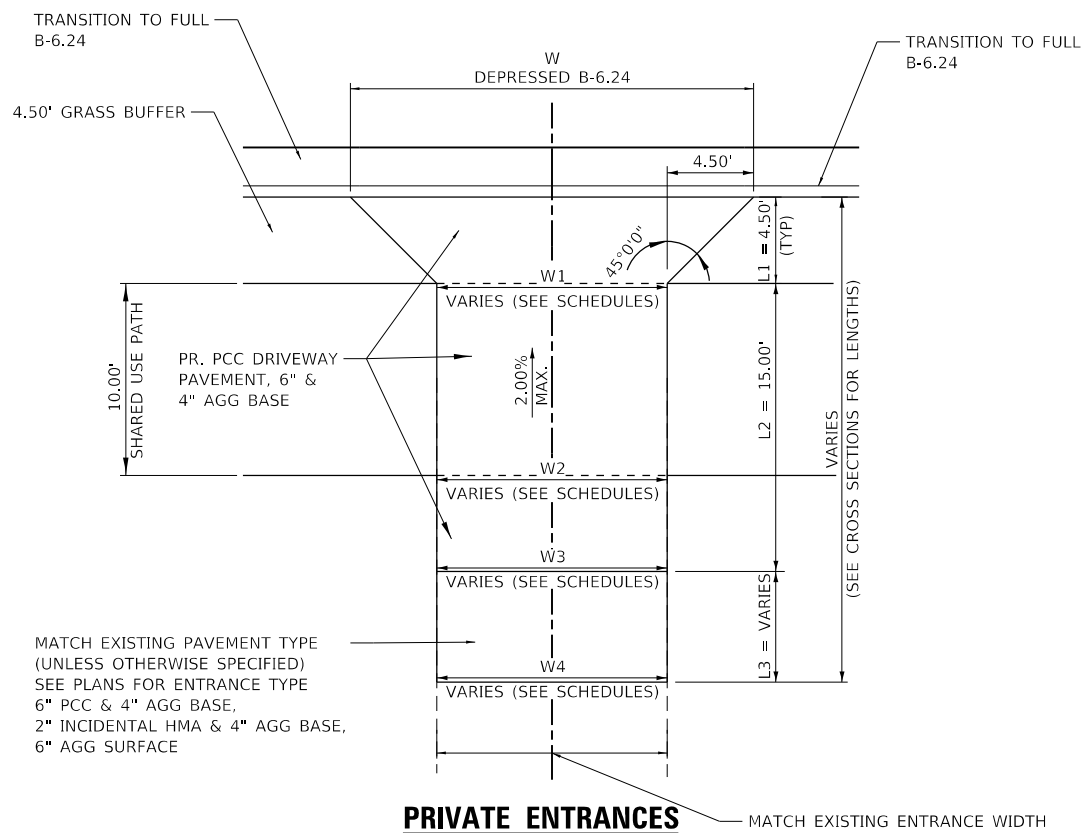 TRANSITION TO FULL
B-6.24
W
DEPRESSED B-6.24
TRANSITION TO FULL
B-6.24
4.50' GRASS BUFFER
4.50'
L1 = 4.50'
(TYP)
45°0'0"
W1
VARIES (SEE SCHEDULES)
10.00'
SHARED USE PATH
PR. PCC DRIVEWAY
PAVEMENT, 6" &
4" AGG BASE
2.00%
MAX.
L2 = 15.00'
VARIES
(SEE CROSS SECTIONS FOR LENGTHS)
W2
VARIES (SEE SCHEDULES)
W3
VARIES (SEE SCHEDULES)
L3 = VARIES
MATCH EXISTING PAVEMENT TYPE
(UNLESS OTHERWISE SPECIFIED)
SEE PLANS FOR ENTRANCE TYPE
6" PCC & 4" AGG BASE,
2" INCIDENTAL HMA & 4" AGG BASE,
6" AGG SURFACE
W4
VARIES (SEE SCHEDULES)
PRIVATE ENTRANCES
MATCH EXISTING ENTRANCE WIDTH